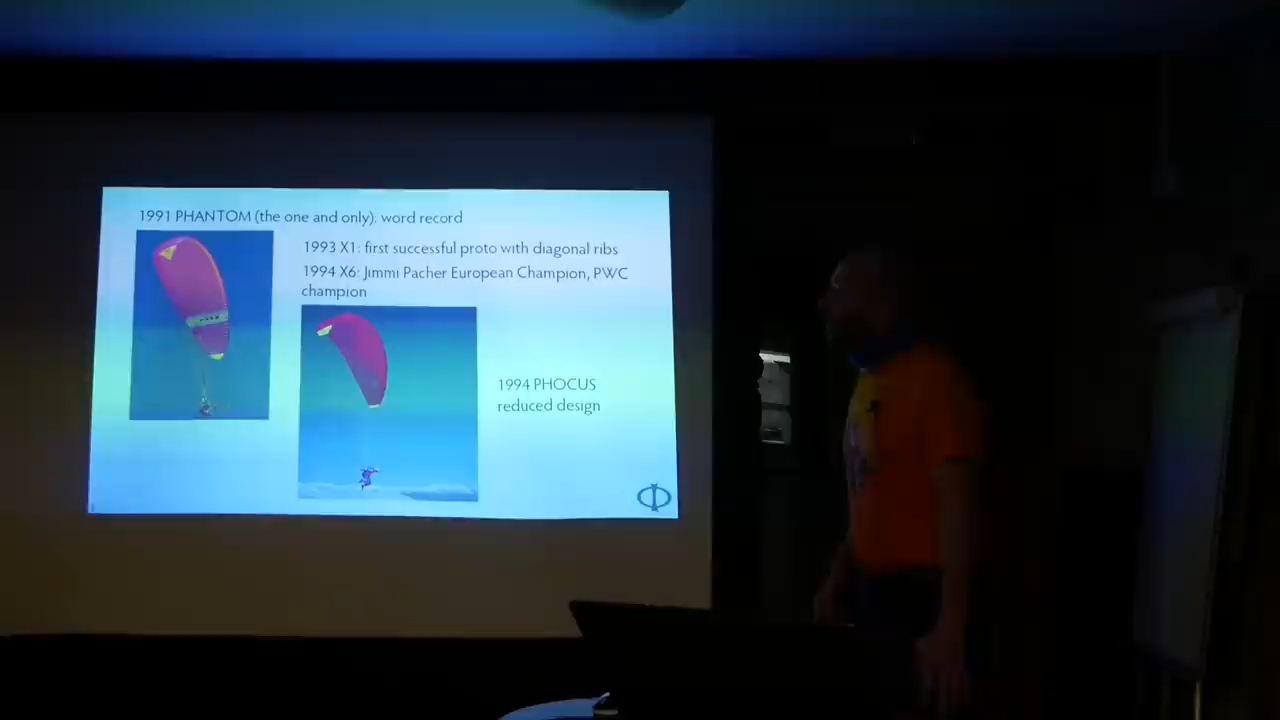 1991 PHANTOM (the one and only): word record
1993 X1: first successful proto with diagonal ribs
1994 X6: Jimmi Pacher European Champion, PWC
champion
1994 PHOCUS
reduced design